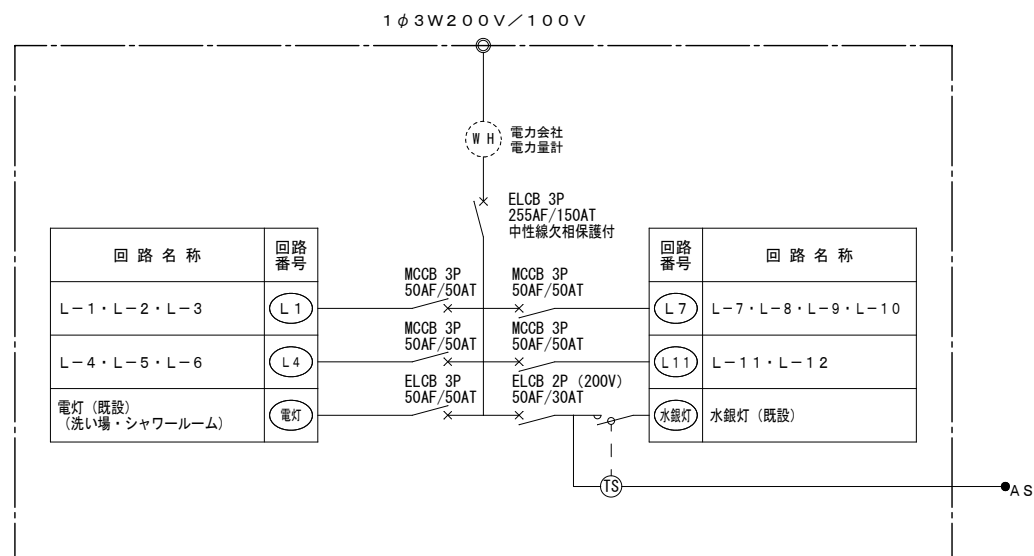 １φ３Ｗ２００Ｖ／１００Ｖ
ＷＨ
電力会社
電力量計
ELCB 3P
255AF/150AT
中性線欠相保護付
回路名称
回路
番号
Ｌ－１・Ｌ－２・Ｌ－３
Ｌ１
Ｌ－４・Ｌ－５・Ｌ－６
Ｌ４
電灯（既設）
（洗い場・シャワールーム）
電灯
MCCB 3P
50AF/50AT
MCCB 3P
50AF/50AT
MCCB 3P
50AF/50AT
MCCB 3P
50AF/50AT
ELCB 3P
50AF/50AT
ELCB 2P (200V)
50AF/30AT
回路
番号
回路名称
Ｌ７
Ｌ－７・Ｌ－８・Ｌ－９・Ｌ－１０
Ｌ11
Ｌ－１１・Ｌ－１２
水銀灯
水銀灯（既設）
TS
ＡＳ